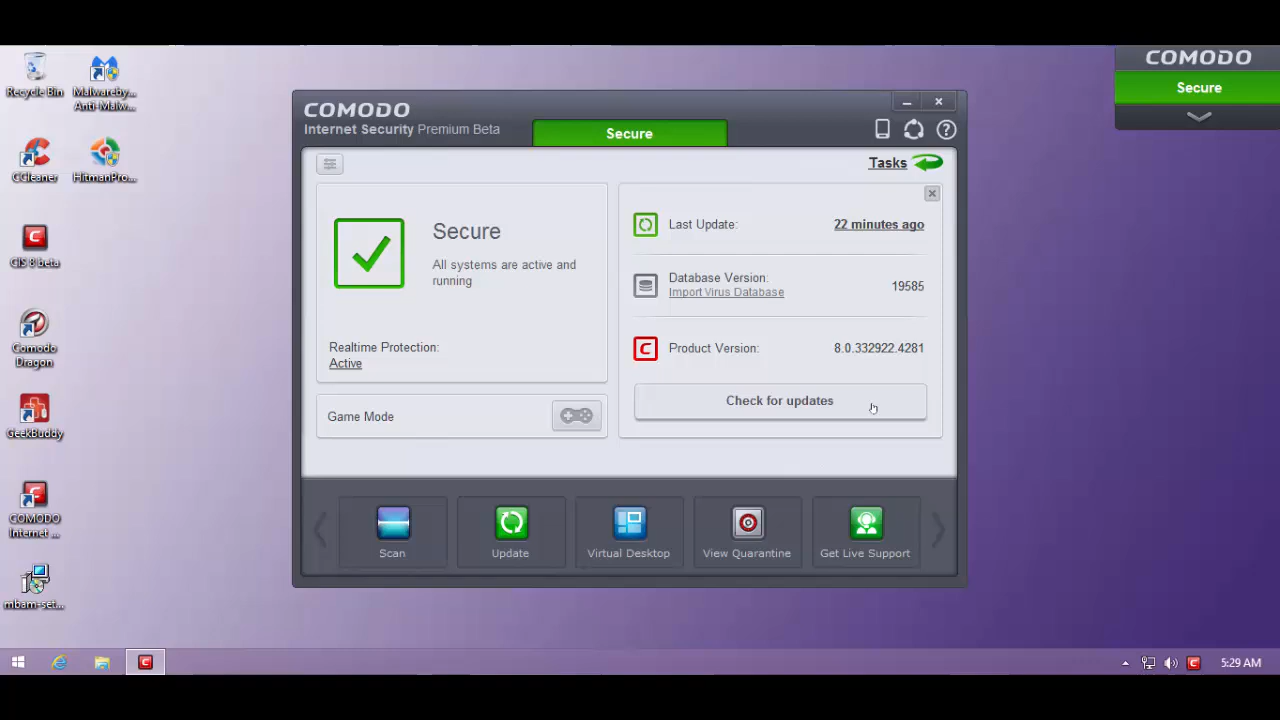 Recycle Bin
Malwareby...
Anti-Malw...
CCleaner
HitmanPro...
CIS 8 beta
Comodo
Dragon
GeekBuddy
COMODO
Internet ...
mbam-set...
COMODO
Internet Security Premium Beta
Secure
Tasks
Secure
All systems are active and
running
Realtime Protection:
Active
Game Mode
Last Update:
22 minutes ago
Database Version:
Import Virus Database
19585
Product Version:
8.0.332922.4281
Check for updates
Scan
Update
Virtual Desktop
View Quarantine
Get Live Support
COMODO
Secure
5:29 AM